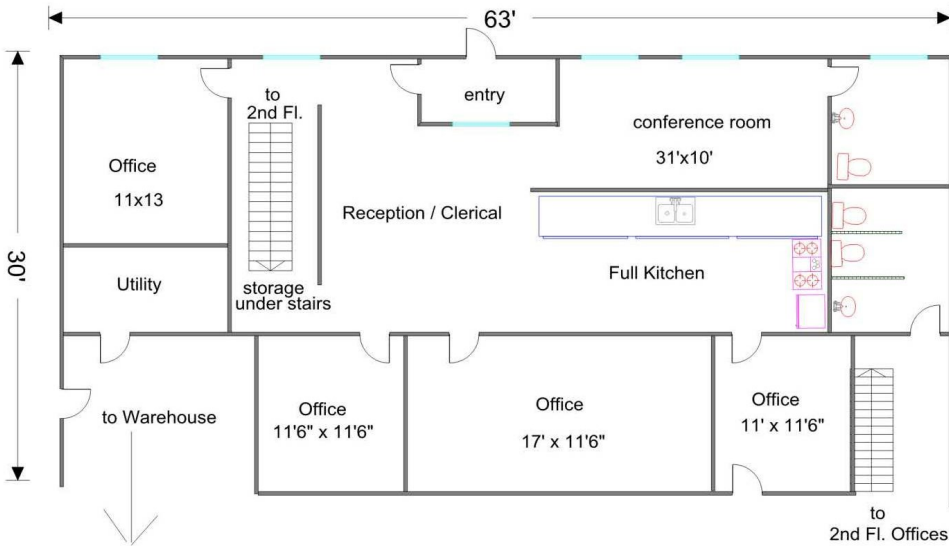 63'
30'
to
2nd Fl.
entry
conference room
31'x10'
Office
11x13
Reception / Clerical
Full Kitchen
Utility
storage
under stairs
to Warehouse
Office
11'6" x 11'6"
Office
17' x 11'6"
Office
11' x 11'6"
to
2nd Fl. Offices